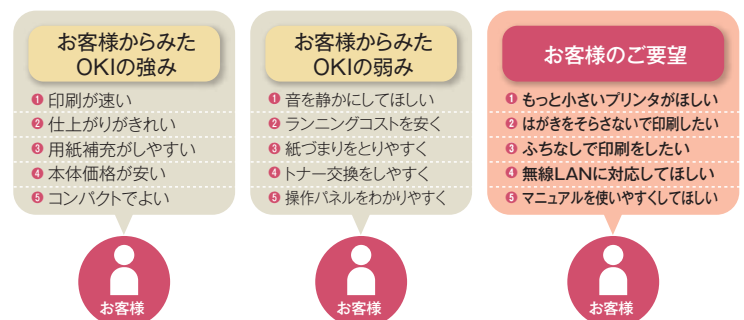 お客様からみた
OKIの強み
❶ 印刷が速い
❷ 仕上がりがきれい
❸ 用紙補充がしやすい
❹ 本体価格が安い
❺ コンパクトでよい
お客様
お客様からみた
OKIの弱み
❶ 音を静かにしてほしい
❷ ランニングコストを安く
❸ 紙づまりをとりやすく
❹ トナー交換をしやすく
❺ 操作パネルをわかりやすく
お客様
お客様のご要望
❶ もっと小さいプリンタがほしい
❷ はがきをそらさないで印刷したい
❸ ふちなしで印刷をしたい
❹ 無線LANに対応してほしい
❺ マニュアルを使いやすくしてほしい
お客様